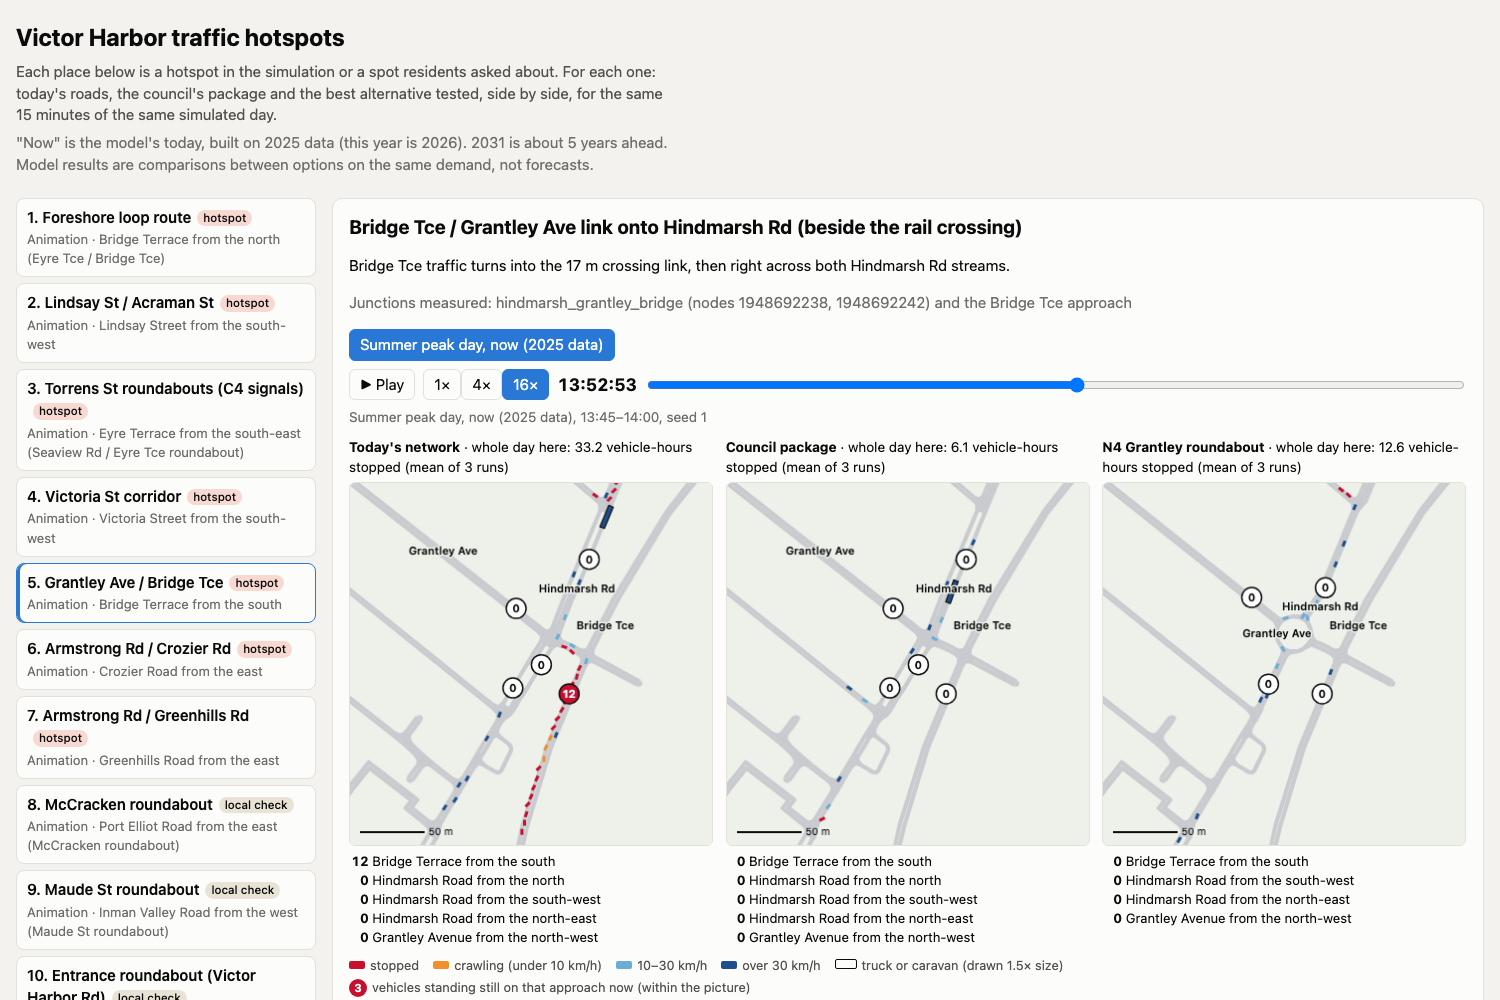 Victor Harbor traffic hotspots
Each place below is a hotspot in the simulation or a spot residents asked about. For each one:
today's roads, the council's package and the best alternative tested, side by side, for the same
15 minutes of the same simulated day.
"Now" is the model's today, built on 2025 data (this year is 2026). 2031 is about 5 years ahead.
Model results are comparisons between options on the same demand, not forecasts.
1. Foreshore loop route hotspot
Animation · Bridge Terrace from the north
(Eyre Tce / Bridge Tce)
2. Lindsay St / Acraman St hotspot
Animation · Lindsay Street from the south-
west
3. Torrens St roundabouts (C4 signals)
hotspot
Animation · Eyre Terrace from the south-east
(Seaview Rd / Eyre Tce roundabout)
4. Victoria St corridor hotspot
Animation · Victoria Street from the south-
west
5. Grantley Ave / Bridge Tce hotspot
Animation · Bridge Terrace from the south
6. Armstrong Rd / Crozier Rd hotspot
Animation · Crozier Road from the east
7. Armstrong Rd / Greenhills Rd
hotspot
Animation · Greenhills Road from the east
8. McCracken roundabout local check
Animation · Port Elliot Road from the east
(McCracken roundabout)
9. Maude St roundabout local check
Animation · Inman Valley Road from the west
(Maude St roundabout)
10. Entrance roundabout (Victor
Harbor Rd) local check
Bridge Tce / Grantley Ave link onto Hindmarsh Rd (beside the rail crossing)
Bridge Tce traffic turns into the 17 m crossing link, then right across both Hindmarsh Rd streams.
Junctions measured: hindmarsh_grantley_bridge (nodes 1948692238, 1948692242) and the Bridge Tce approach
Summer peak day, now (2025 data)
Play 1× 4× 16× 13:52:53
Summer peak day, now (2025 data), 13:45–14:00, seed 1
Today's network · whole day here: 33.2 vehicle-hours
stopped (mean of 3 runs)
Grantley Ave
0
Hindmarsh Rd
0
Bridge Tce
0
0
12
50 m
12 Bridge Terrace from the south
0 Hindmarsh Road from the north
0 Hindmarsh Road from the south-west
0 Hindmarsh Road from the north-east
0 Grantley Avenue from the north-west
Council package · whole day here: 6.1 vehicle-hours
stopped (mean of 3 runs)
Grantley Ave
0
Hindmarsh Rd
0
Bridge Tce
0
0
0
50 m
0 Bridge Terrace from the south
0 Hindmarsh Road from the north
0 Hindmarsh Road from the south-west
0 Hindmarsh Road from the north-east
0 Grantley Avenue from the north-west
N4 Grantley roundabout · whole day here: 12.6 vehicle-
hours stopped (mean of 3 runs)
0
0
Hindmarsh Rd
Bridge Tce
Grantley Ave
0
0
50 m
0 Bridge Terrace from the south
0 Hindmarsh Road from the south-west
0 Hindmarsh Road from the north-east
0 Grantley Avenue from the north-west
stopped crawling (under 10 km/h) 10–30 km/h over 30 km/h truck or caravan (drawn 1.5× size)
3 vehicles standing still on that approach now (within the picture)